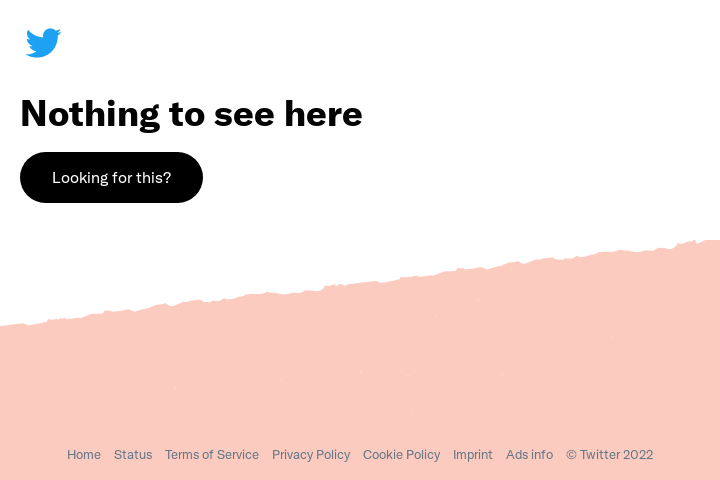 Nothing to see here
Looking for this?
Home Status Terms of Service Privacy Policy Cookie Policy Imprint Ads info © Twitter 2022